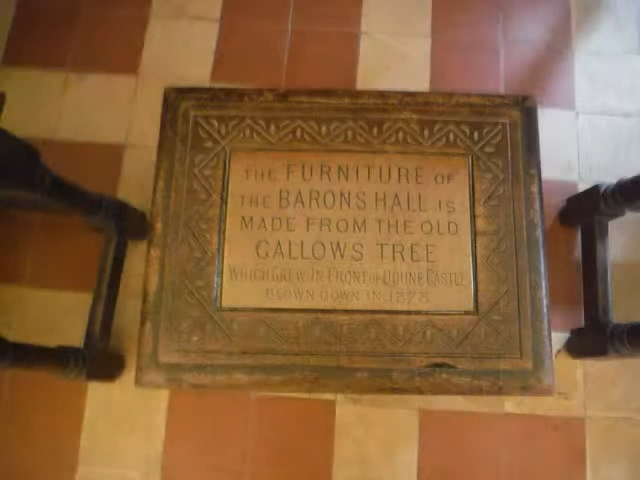 THE FURNITURE OF
THE BARONS HALL IS
MADE FROM THE OLD
GALLOWS TREE
WHICH GREW IN FRONT OF DOUNE CASTLE
BLOWN DOWN IN 1878